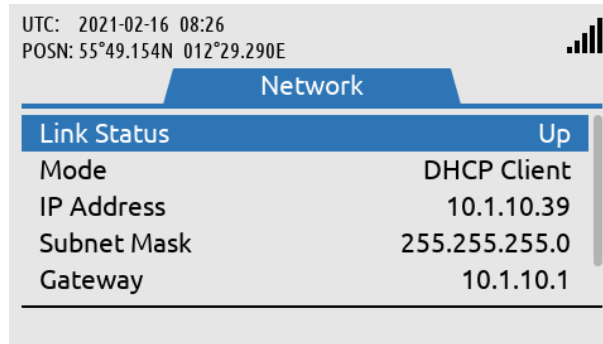 UTC: 2021-02-16 08:26
POSN: 55°49.154N 012°29.290E
Network
Link Status Up
Mode DHCP Client
IP Address 10.1.10.39
Subnet Mask 255.255.255.0
Gateway 10.1.10.1